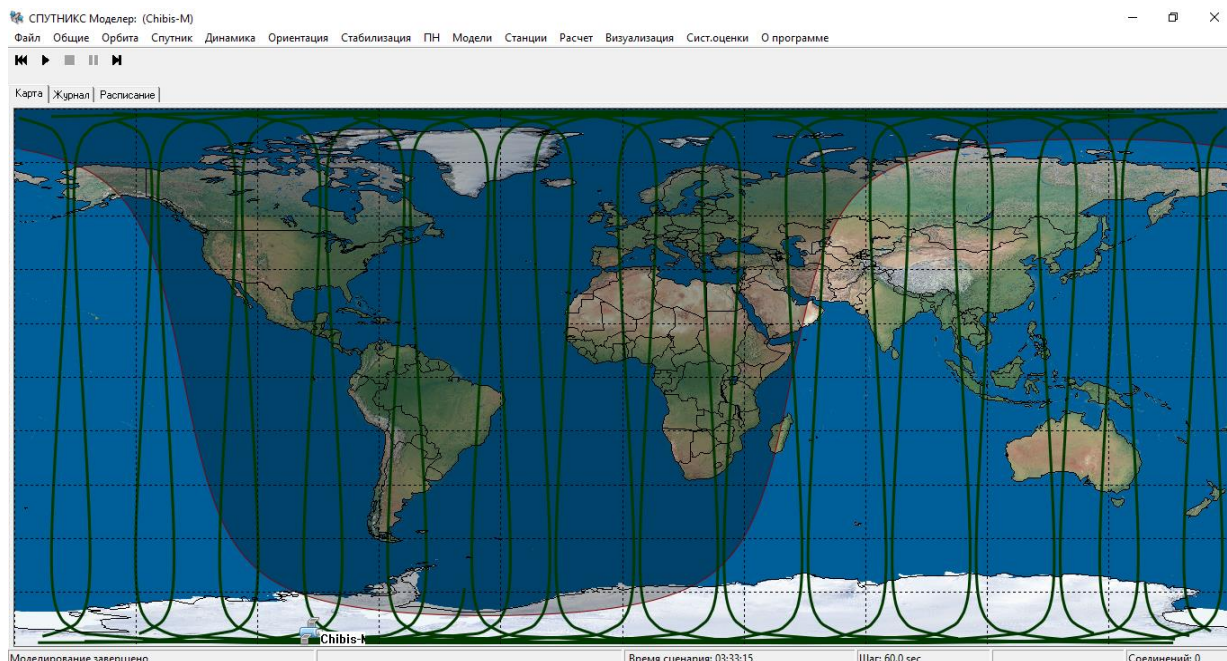 СПУТНИКС Моделер: (Chibis-M)
Файл Общие Орбита Спутник Динамика Ориентация Стабилизация ПН Модели Станции Расчет Визуализация Сист.оценки О программе
Карта Журнал Расписание
Chibis-M
Моделирование завершено Время сценария: 03:33:15 Шаг: 60.0 sec Соединений: 0